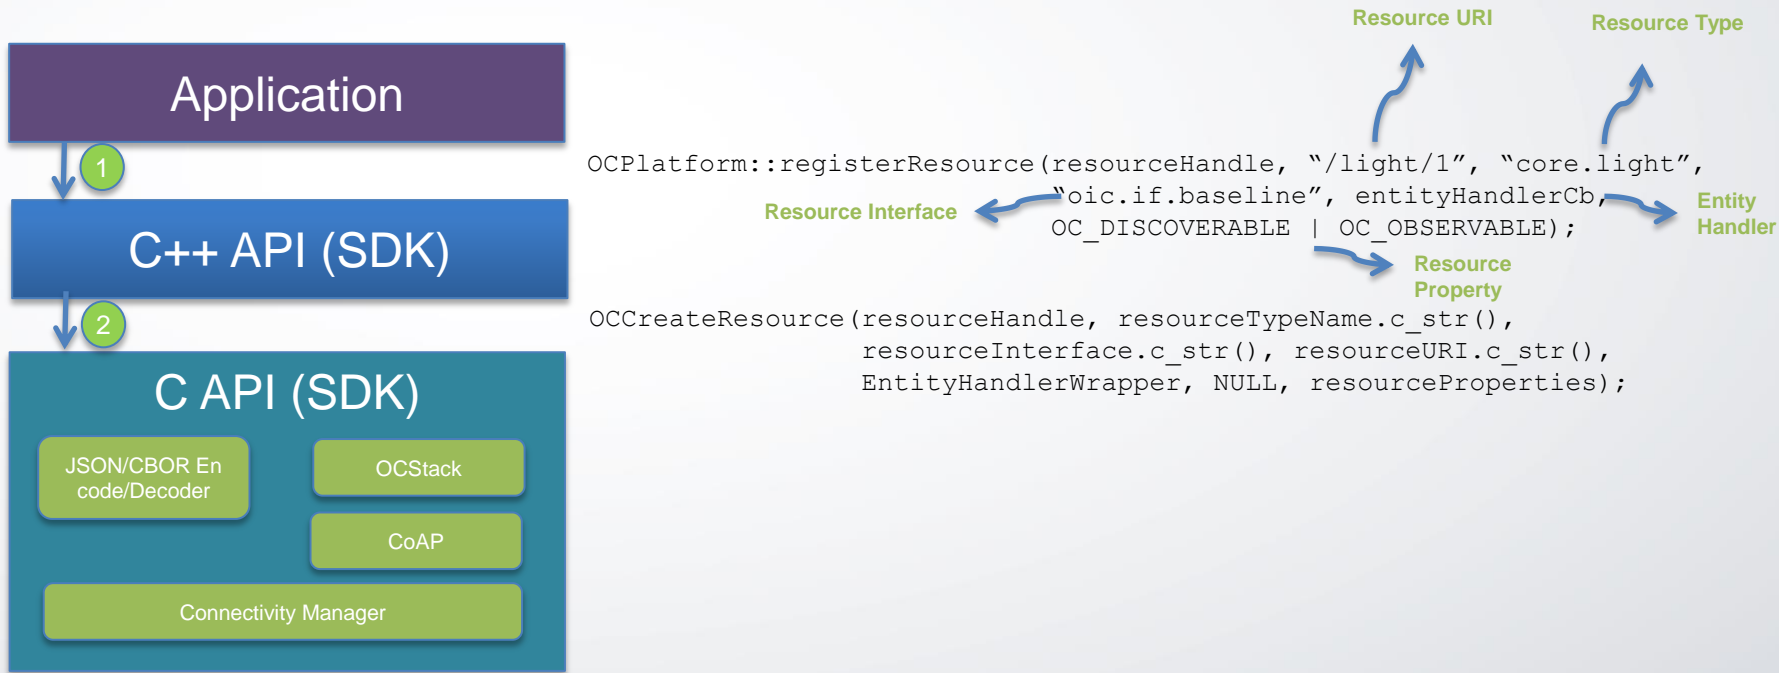 Application
1
C++ API (SDK)
2
C API (SDK)
JSON/CBOR En
code/Decoder
OCStack
CoAP
Connectivity Manager
Resource URI
Resource Type
OCPlatform::registerResource(resourceHandle, “/light/1”, “core.light”,
“oic.if.baseline”, entityHandlerCb,
OC_DISCOVERABLE | OC_OBSERVABLE);
Resource Interface
Entity
Handler
Resource
Property
OCCreateResource(resourceHandle, resourceTypeName.c_str(),
resourceInterface.c_str(), resourceURI.c_str(),
EntityHandlerWrapper, NULL, resourceProperties);